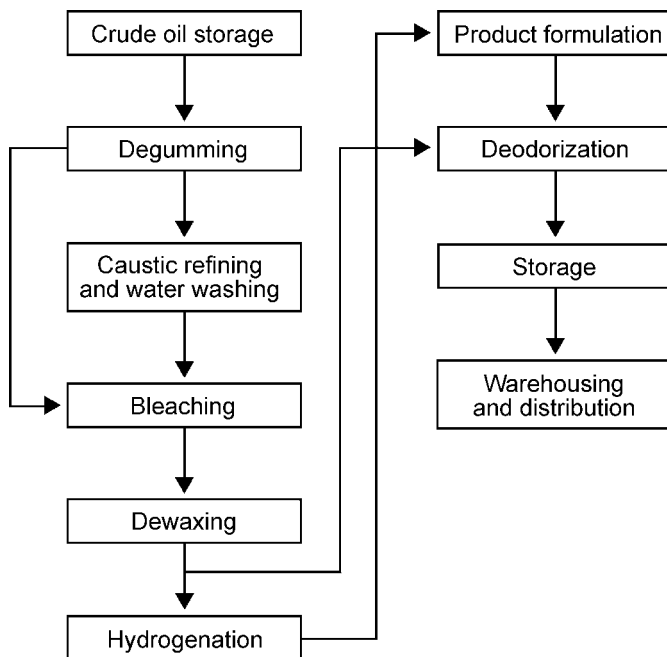 Crude oil storage
Degumming
Caustic refining
and water washing
Bleaching
Dewaxing
Hydrogenation
Product formulation
Deodorization
Storage
Warehousing
and distribution